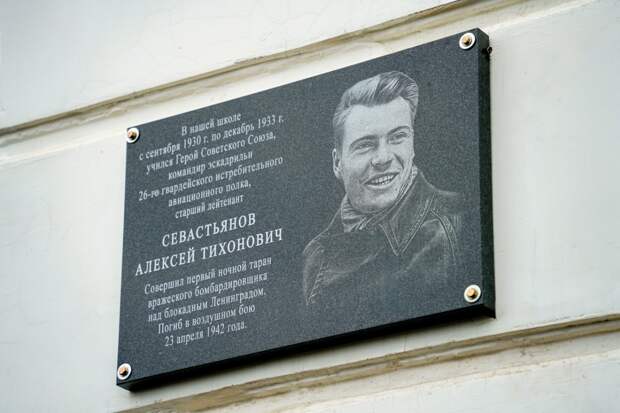 В нашей школе
с сентября 1930 г. по декабрь 1933 г.
учился Герой Советского Союза,
командир эскадрильи
26-го гвардейского истребительного
авиационного полка,
старший лейтенант
СЕВАСТЬЯНОВ
АЛЕКСЕЙ ТИХОНОВИЧ
Совершил первый ночной таран
вражеского бомбардировщика
над блокадным Ленинградом.
Погиб в воздушном бою
23 апреля 1942 года.